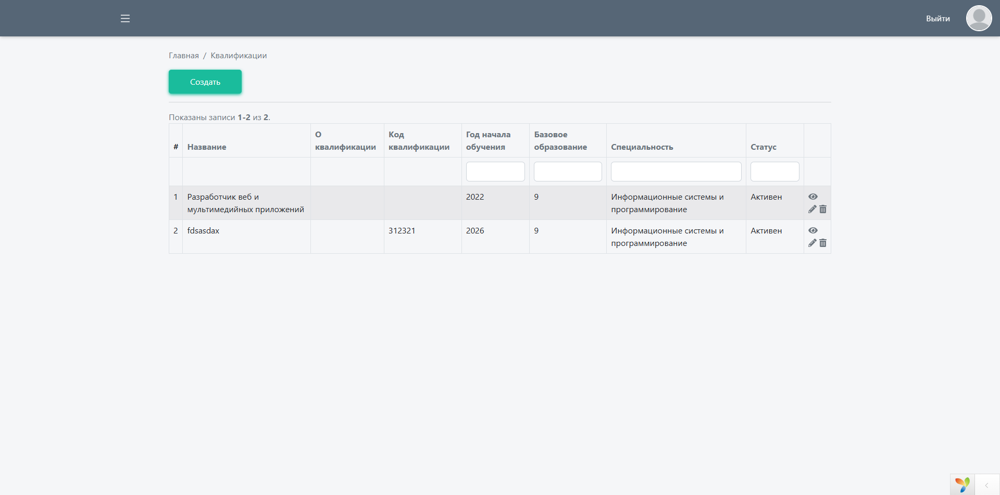 Выйти
Главная / Квалификации
Создать
Показаны записи 1-2 из 2.
# Название О квалификации Код квалификации Год начала обучения Базовое образование Специальность Статус
1 Разработчик веб и мультимедийных приложений 2022 9 Информационные системы и программирование Активен
2 fdsasdax 312321 2026 9 Информационные системы и программирование Активен